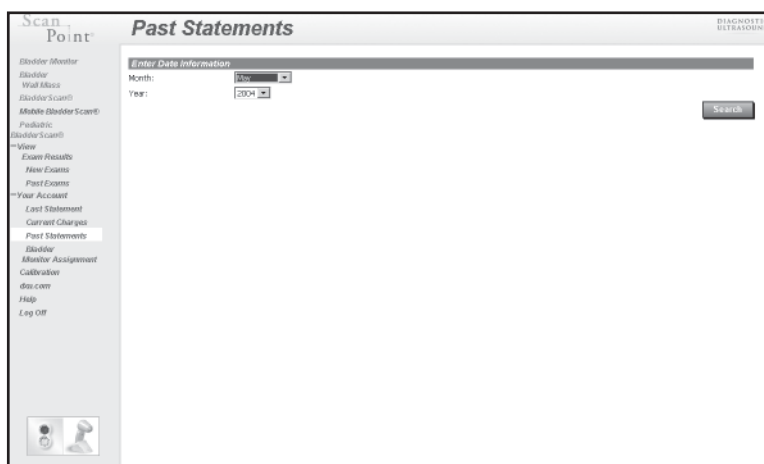 Scan
Point
Past Statements
DIAGNOSTI
ULTRASOUN
Enter Date Information
Month:
May
Year:
2004
Search
Bladder Monitor
Bladder
Wall Mass
BladderScan®
Mobile BladderScan®
Pediatric
BladderScan®
View
Exam Results
New Exams
Past Exams
Your Account
Last Statement
Current Charges
Past Statements
Bladder
Monitor Assignment
Calibration
dxu.com
Help
Log Off